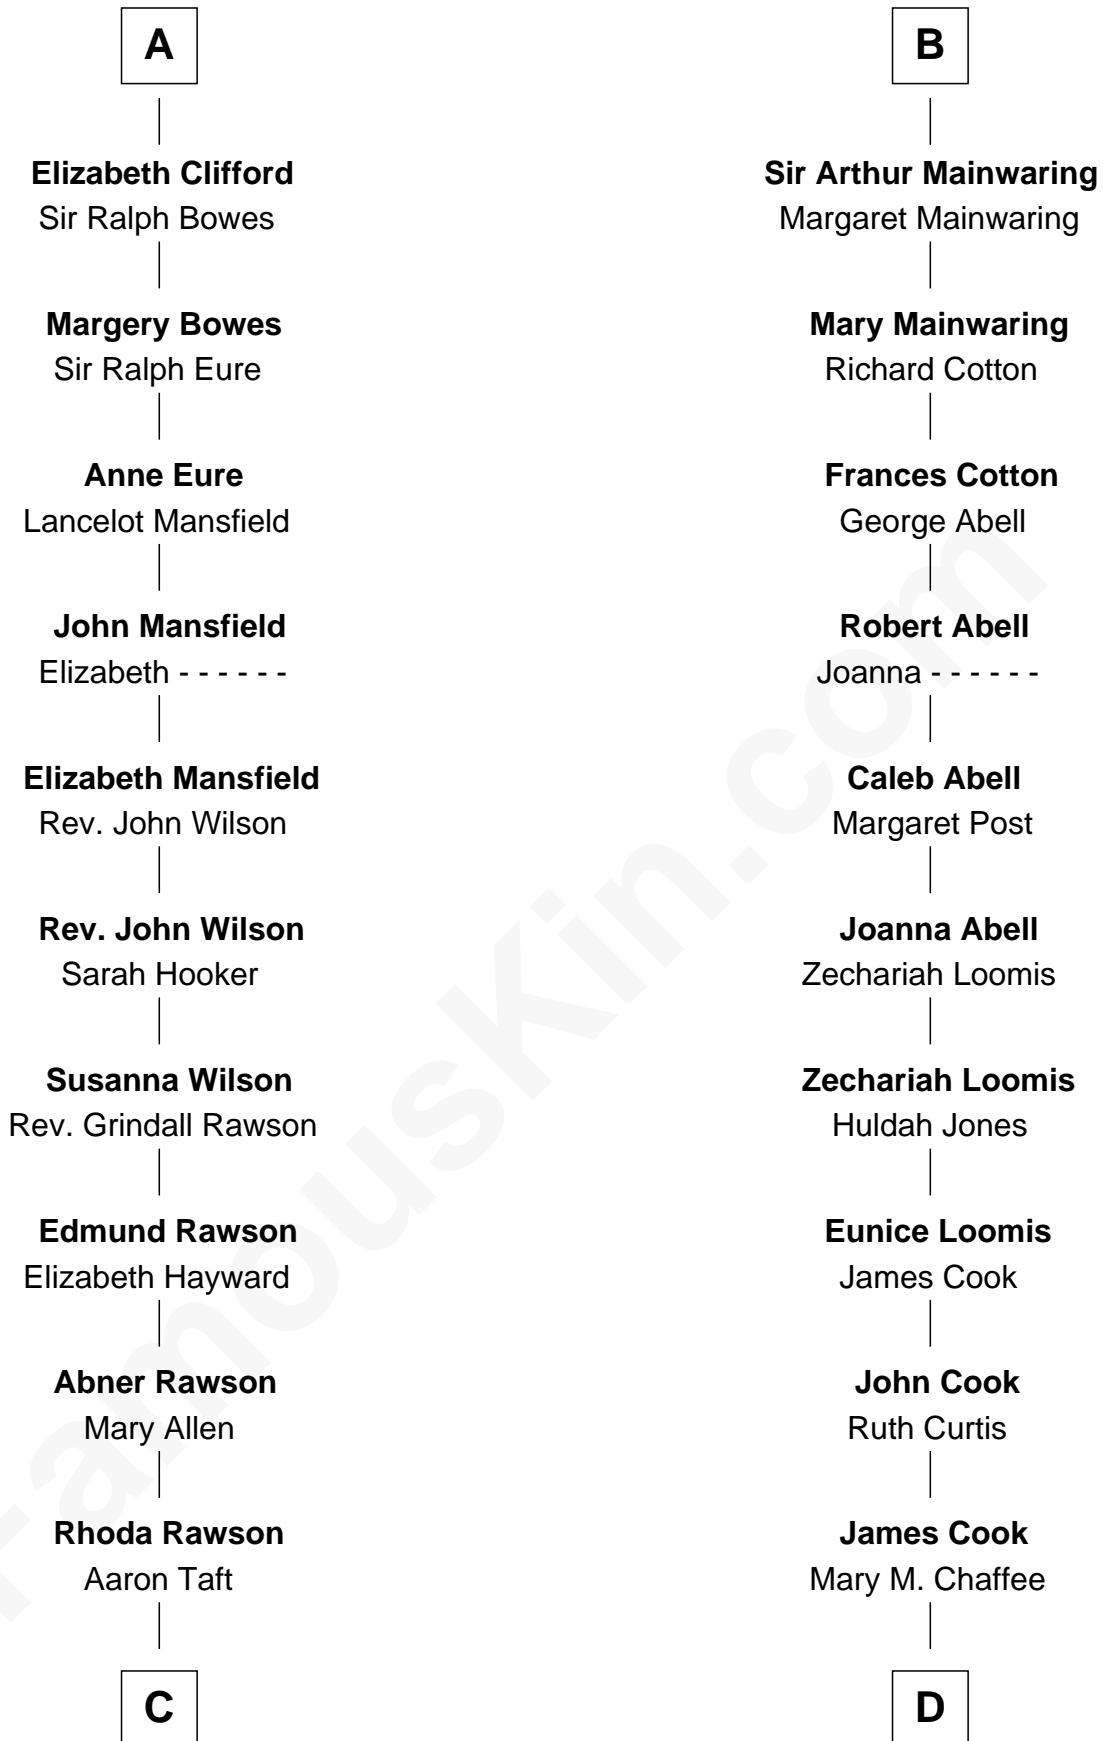 A
Elizabeth Clifford
Sir Ralph Bowes
Margery Bowes
Sir Ralph Eure
Anne Eure
Lancelot Mansfield
John Mansfield
Elizabeth - - - - - -
Elizabeth Mansfield
Rev. John Wilson
Rev. John Wilson
Sarah Hooker
Susanna Wilson
Rev. Grindall Rawson
Edmund Rawson
Elizabeth Hayward
Abner Rawson
Mary Allen
Rhoda Rawson
Aaron Taft
C
B
Sir Arthur Mainwaring
Margaret Mainwaring
Mary Mainwaring
Richard Cotton
Frances Cotton
George Abell
Robert Abell
Joanna - - - - - -
Caleb Abell
Margaret Post
Joanna Abell
Zechariah Loomis
Zechariah Loomis
Huldah Jones
Eunice Loomis
James Cook
John Cook
Ruth Curtis
James Cook
Mary M. Chaffee
D
FamousKin.com